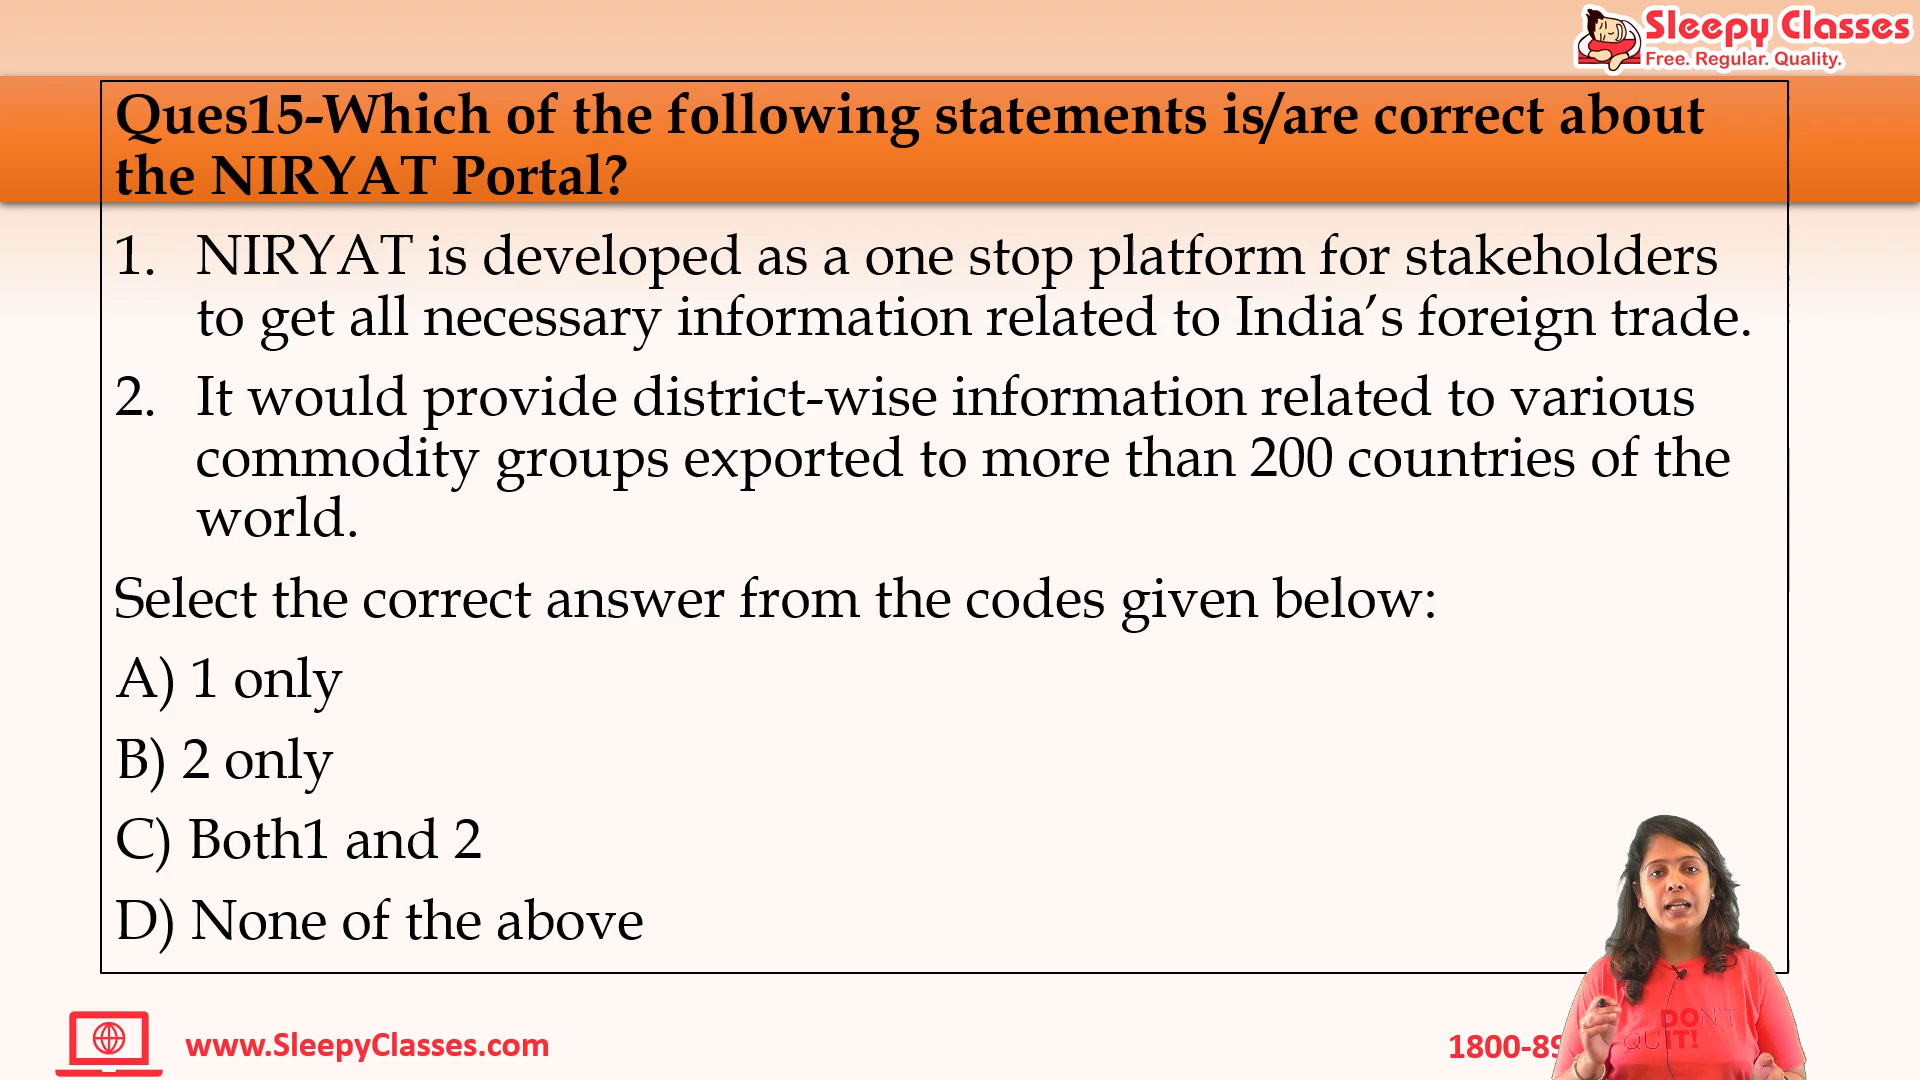 Sleepy Classes
Free. Regular. Quality.
Ques15-Which of the following statements is/are correct about
the NIRYAT Portal?
1. NIRYAT is developed as a one stop platform for stakeholders
to get all necessary information related to India’s foreign trade.
2. It would provide district-wise information related to various
commodity groups exported to more than 200 countries of the
world.
Select the correct answer from the codes given below:
A) 1 only
B) 2 only
C) Both1 and 2
D) None of the above
DON'T
QUIT!
www.SleepyClasses.com
1800-89